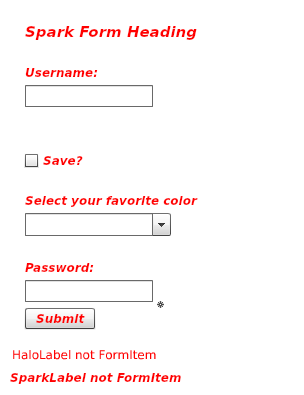 Spark Form Heading
Username:
Save?
Select your favorite color
Password:
Submit
HaloLabel not FormItem
SparkLabel not FormItem